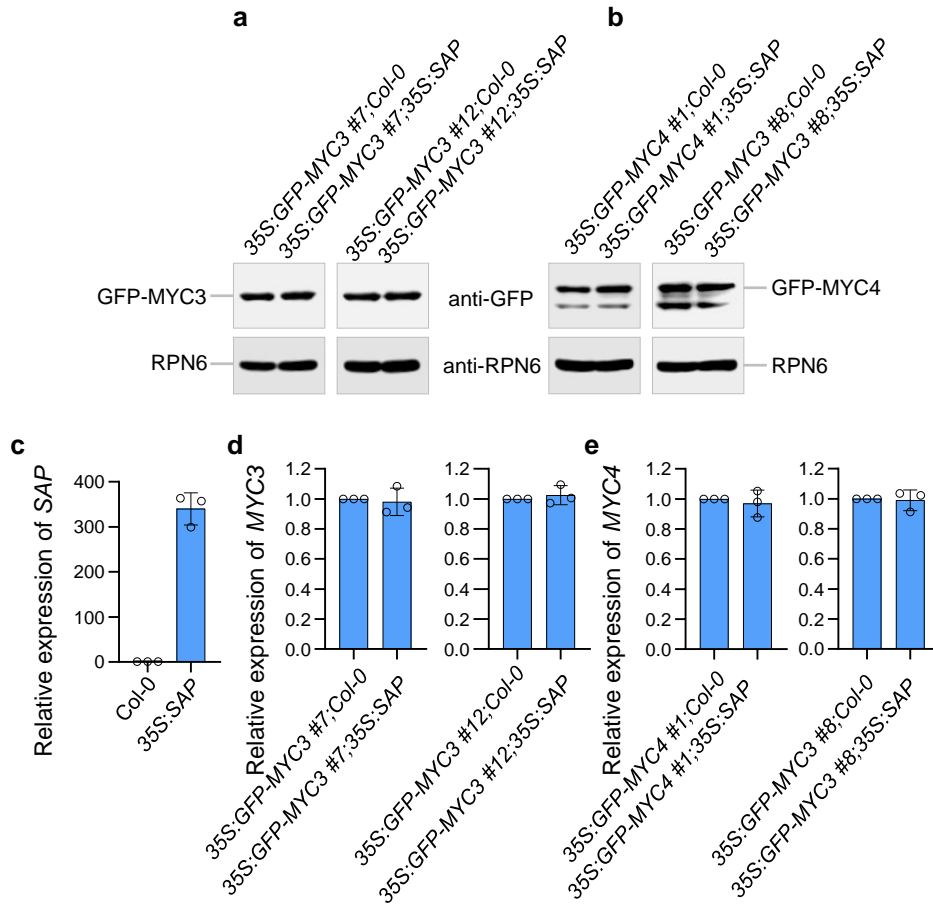 a
b
35S:GFP-MYC3 #7;Col-0
35S:GFP-MYC3 #7;35S:SAP
35S:GFP-MYC3 #12;Col-0
35S:GFP-MYC3 #12;35S:SAP
35S:GFP-MYC4 #1;Col-0
35S:GFP-MYC4 #1;35S:SAP
35S:GFP-MYC3 #8;Col-0
35S:GFP-MYC3 #8;35S:SAP
GFP-MYC3
anti-GFP
GFP-MYC4
RPN6
anti-RPN6
RPN6
c
Relative expression of SAP
400
300
200
100
0
Col-0
35S:SAP
d
Relative expression of MYC3
1.2
1.0
0.8
0.6
0.4
0.2
0.0
35S:GFP-MYC3 #7;Col-0
35S:GFP-MYC3 #7;35S:SAP
1.2
1.0
0.8
0.6
0.4
0.2
0.0
35S:GFP-MYC3 #12;Col-0
35S:GFP-MYC3 #12;35S:SAP
e
Relative expression of MYC4
1.2
1.0
0.8
0.6
0.4
0.2
0.0
35S:GFP-MYC4 #1;Col-0
35S:GFP-MYC4 #1;35S:SAP
1.2
1.0
0.8
0.6
0.4
0.2
0.0
35S:GFP-MYC3 #8;Col-0
35S:GFP-MYC3 #8;35S:SAP